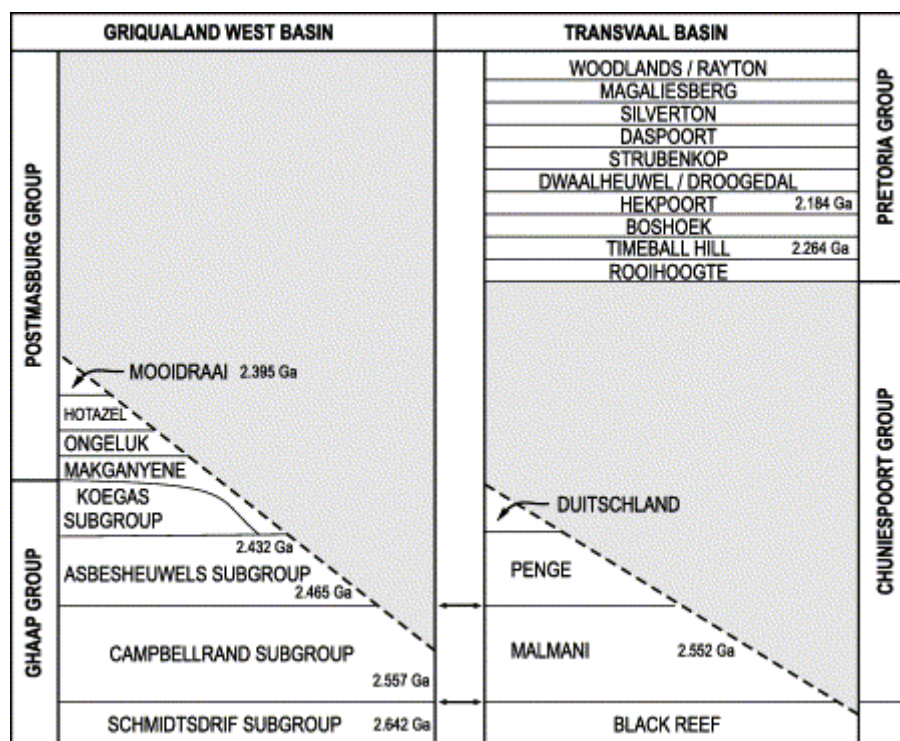 GRIQUALAND WEST BASIN
TRANSVAAL BASIN
POSTMASBURG GROUP
MOOIDRAAI 2.395 Ga
HOTAZEL
ONGELUK
MAKGANYENE
GHAAP GROUP
KOEGAS
SUBGROUP
2.432 Ga
ASBESHEUWELS SUBGROUP
2.465 Ga
CAMPBELLRAND SUBGROUP
2.557 Ga
SCHMIDTSDRIF SUBGROUP 2.642 Ga
WOODLANDS / RAYTON
MAGALIESBERG
SILVERTON
DASPOORT
STRUBENKOP
DWAALHEUWEL / DROOGEDAL
HEKPOORT 2.184 Ga
BOSHOEK
TIMEBALL HILL 2.264 Ga
ROOIHOOGTE
PRETORIA GROUP
DUITSCHLAND
PENGE
MALMANI 2.552 Ga
BLACK REEF
CHUNIESPOORT GROUP